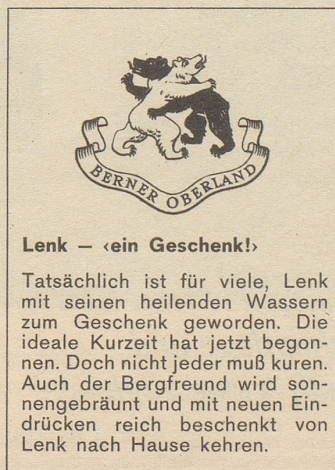 BERNER OBERLAND
Lenk – ‹ein Geschenk!›
Tatsächlich ist für viele, Lenk
mit seinen heilenden Wassern
zum Geschenk geworden. Die
ideale Kurzeit hat jetzt begon-
nen. Doch nicht jeder muß kuren.
Auch der Bergfreund wird son-
nengebräunt und mit neuen Ein-
drücken reich beschenkt von
Lenk nach Hause kehren.